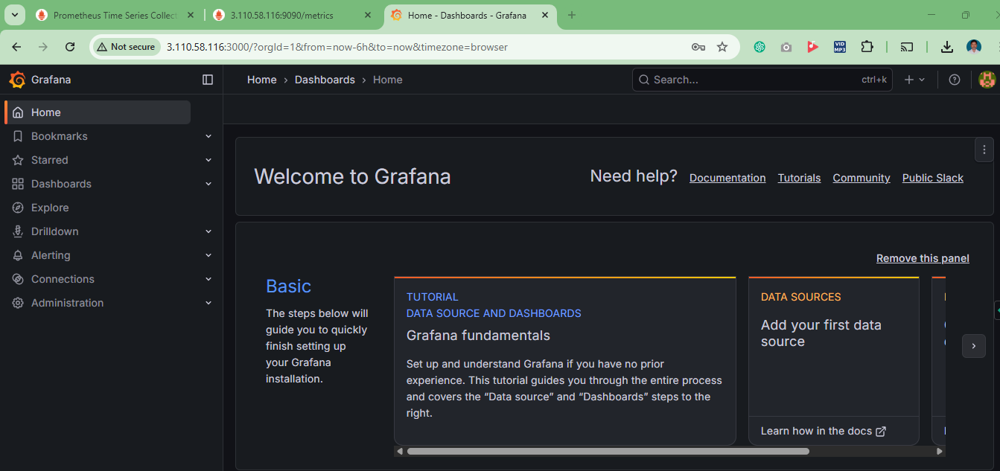 Prometheus Time Series Collect
3.110.58.116:9090/metrics
Home - Dashboards - Grafana
Not secure
3.110.58.116:3000/?orgId=1&from=now-6h&to=now&timezone=browser
VID
MP3
Grafana
Home › Dashboards › Home
Search...
ctrl+k
Home
Bookmarks
Starred
Dashboards
Explore
Drilldown
Alerting
Connections
Administration
Welcome to Grafana
Need help?
Documentation
Tutorials
Community
Public Slack
Remove this panel
Basic
The steps below will
guide you to quickly
finish setting up
your Grafana
installation.
TUTORIAL
DATA SOURCE AND DASHBOARDS
Grafana fundamentals
Set up and understand Grafana if you have no prior
experience. This tutorial guides you through the entire process
and covers the “Data source” and “Dashboards” steps to the
right.
DATA SOURCES
Add your first data
source
Learn how in the docs